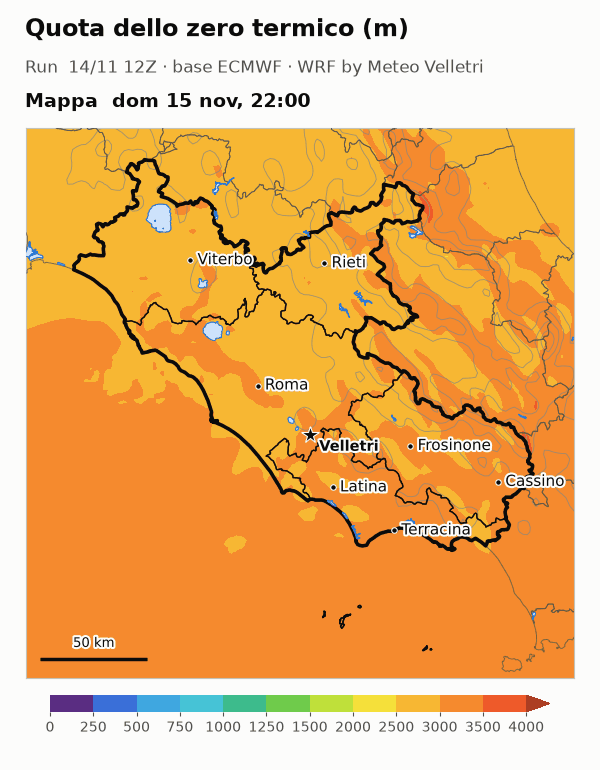 Quota dello zero termico (m)
Run  14/11 12Z · base ECMWF · WRF by Meteo Velletri
Mappa  dom 15 nov, 22:00
Viterbo
Rieti
Roma
Velletri
Frosinone
Cassino
Latina
Terracina
50 km
0 250 500 750 1000 1250 1500 2000 2500 3000 3500 4000